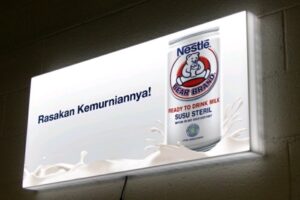 Rasakan Kemurniannya!
Nestlé
BEAR BRAND
READY TO DRINK MILK
SUSU STERIL